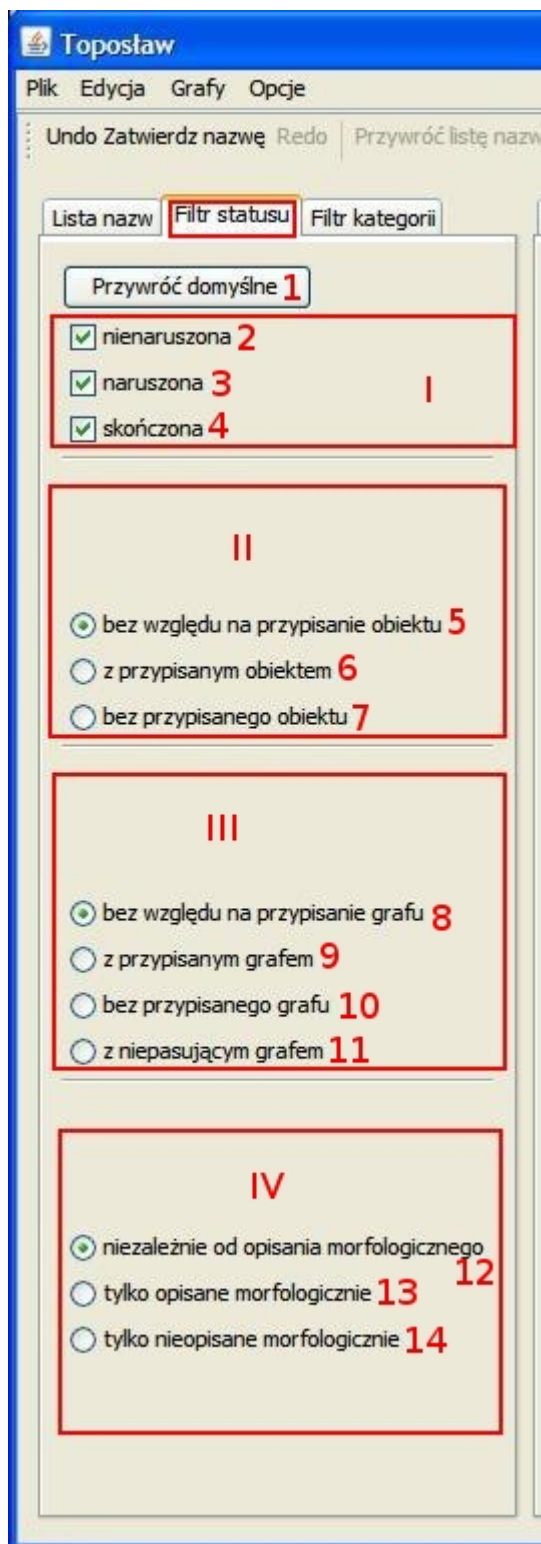 Toposław
Plik Edycja Grafy Opcje
Undo Zatwierdz nazwę Redo Przywróć listę nazw
Lista nazw Filtr statusu Filtr kategorii
Przywróć domyślne 1
nienaruszona 2
naruszona 3
I
skończona 4
II
bez względu na przypisanie obiektu 5
z przypisanym obiektem 6
bez przypisanego obiektu 7
III
bez względu na przypisanie grafu 8
z przypisanym grafem 9
bez przypisanego grafu 10
z niepasującym grafem 11
IV
niezależnie od opisania morfologicznego
12
tylko opisane morfologicznie 13
tylko nieopisane morfologicznie 14